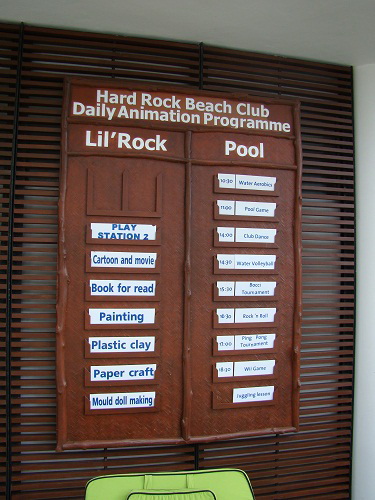 Hard Rock Beach Club
Daily Animation Programme
Lil'Rock
PLAY
STATION 2
Cartoon and movie
Book for read
Painting
Plastic clay
Paper craft
Mould doll making
Pool
10:30 Water Aerobics
11:00 Pool Game
14:00 Club Dance
14:30 Water Volleyball
15:30 Bocci
Tournament
16:30 Rock 'n Roll
17:00 Ping Pong
Tournament
Wii Game
Juggling lesson